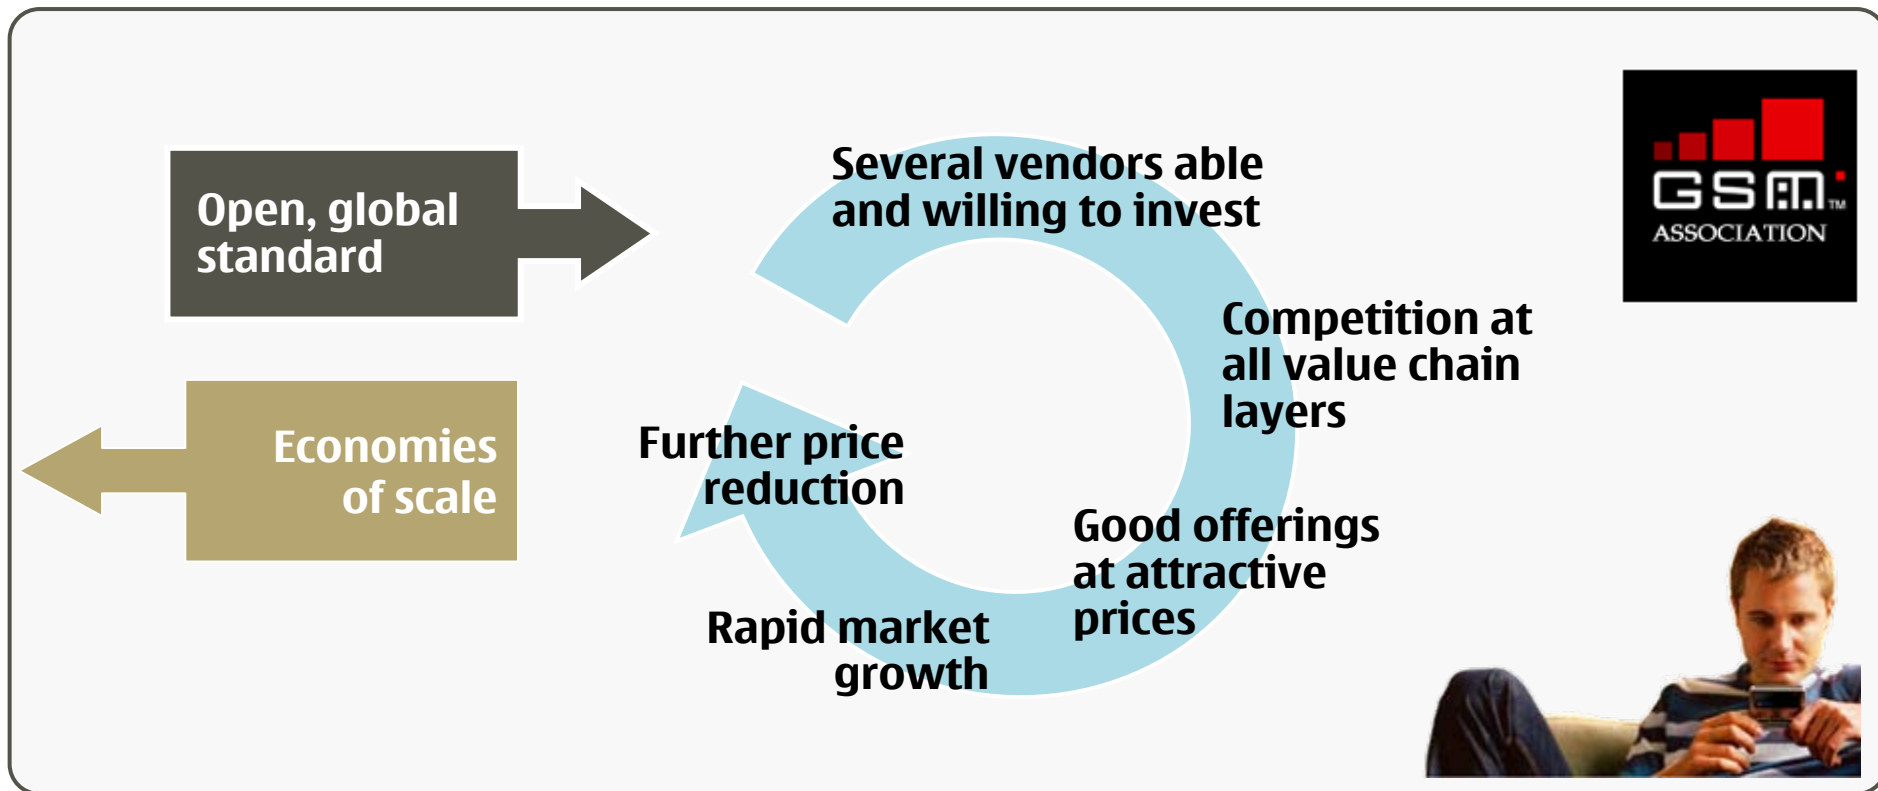 Open, global
standard
Several vendors able
and willing to invest
Competition at
all value chain
layers
Good offerings
at attractive
prices
Rapid market
growth
Further price
reduction
Economies
of scale
GSM™
ASSOCIATION